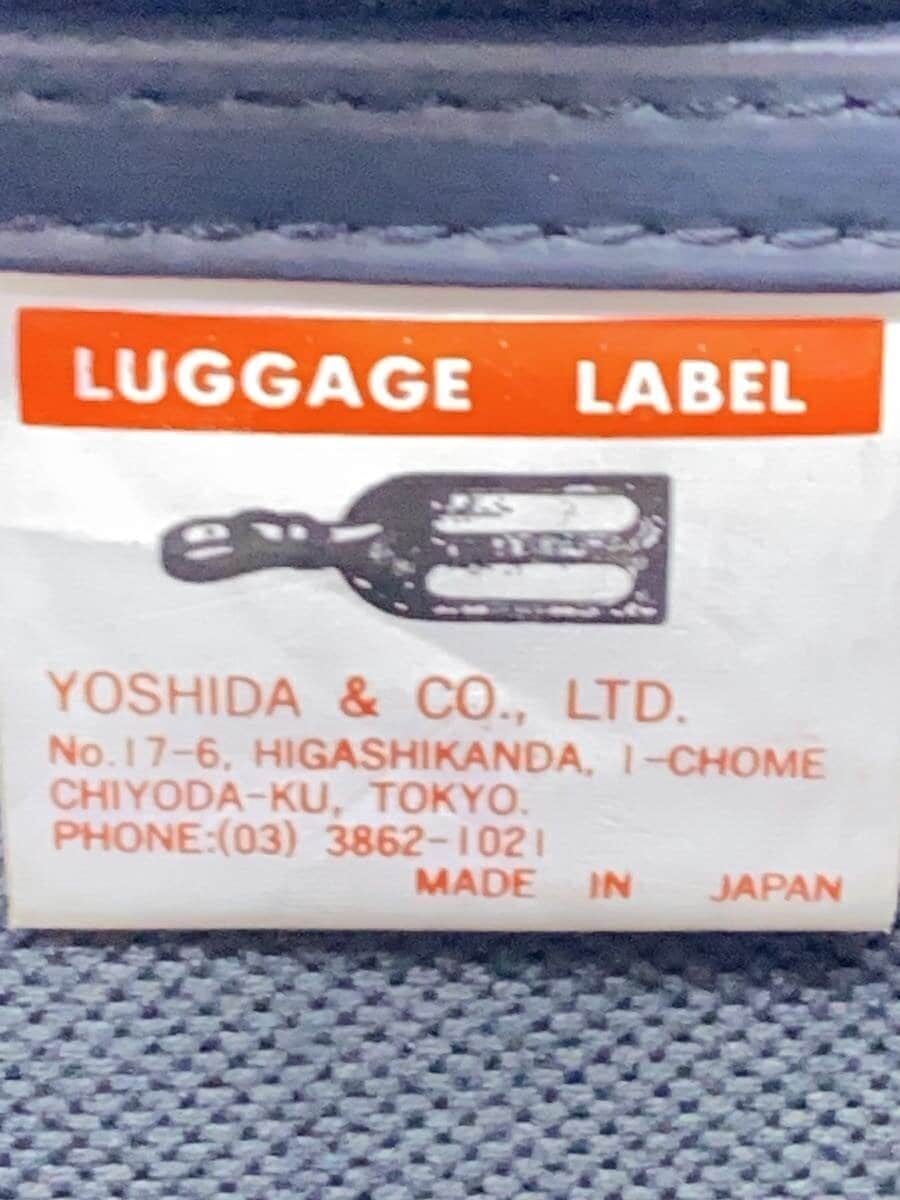 LUGGAGE LABEL
YOSHIDA & CO., LTD.
No.17-6, HIGASHIKANDA, 1-CHOME
CHIYODA-KU, TOKYO.
PHONE:(03) 3862-1021
MADE IN JAPAN